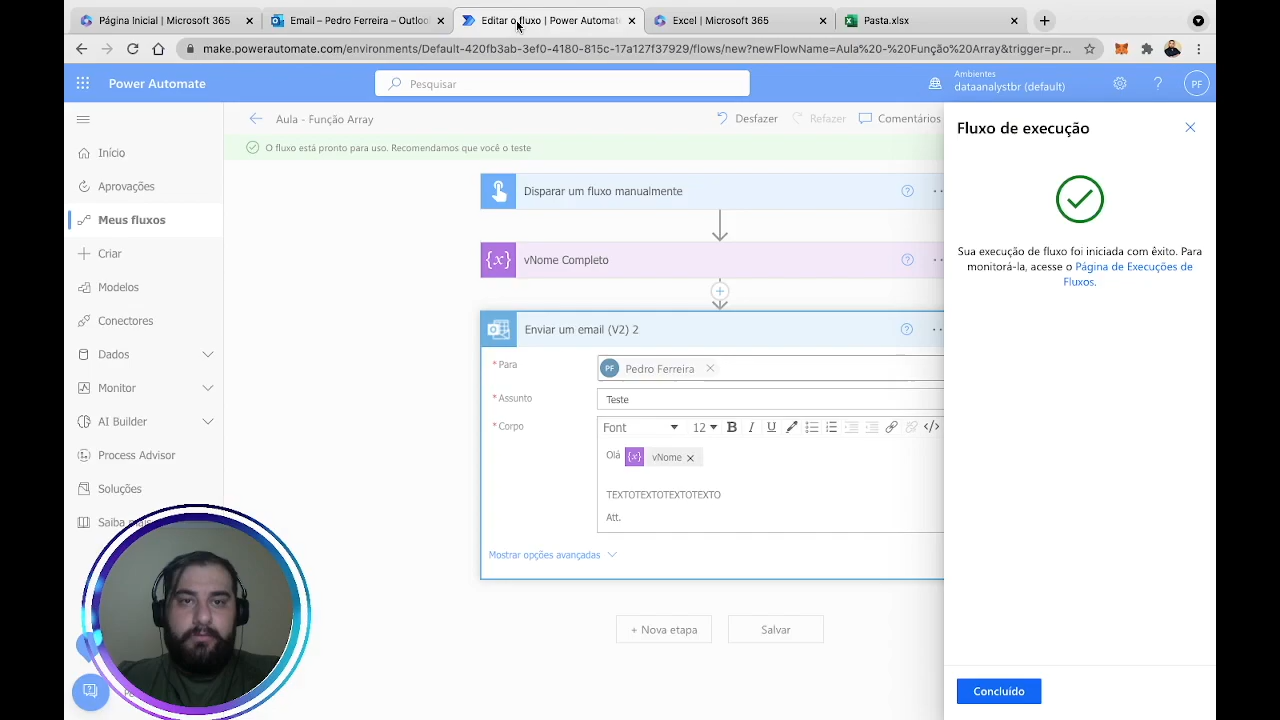 Página Inicial | Microsoft 365
Email – Pedro Ferreira – Outloo
Editar o fluxo | Power Automate
Excel | Microsoft 365
Pasta.xlsx
make.powerautomate.com/environments/Default-420fb3ab-3ef0-4180-815c-17a127f37929/flows/new?newFlowName=Aula%20-%20Função%20Array&trigger=pr...
Power Automate
Pesquisar
Ambientes
dataanalystbr (default)
PF
Aula - Função Array
Desfazer
Refazer
Comentários
Fluxo de execução
O fluxo está pronto para uso. Recomendamos que você o teste
Início
Aprovações
Meus fluxos
Criar
Modelos
Conectores
Dados
Monitor
AI Builder
Process Advisor
Soluções
Saiba mais
Disparar um fluxo manualmente
{x} vNome Completo
Enviar um email (V2) 2
* Para
PF Pedro Ferreira
* Assunto
Teste
* Corpo
Font 12 B I U </>
Olá {x} vNome
TEXTOTEXTOTEXTOTEXTO
Att.
Mostrar opções avançadas
+ Nova etapa
Salvar
Sua execução de fluxo foi iniciada com êxito. Para
monitorá-la, acesse o Página de Execuções de
Fluxos.
Concluído